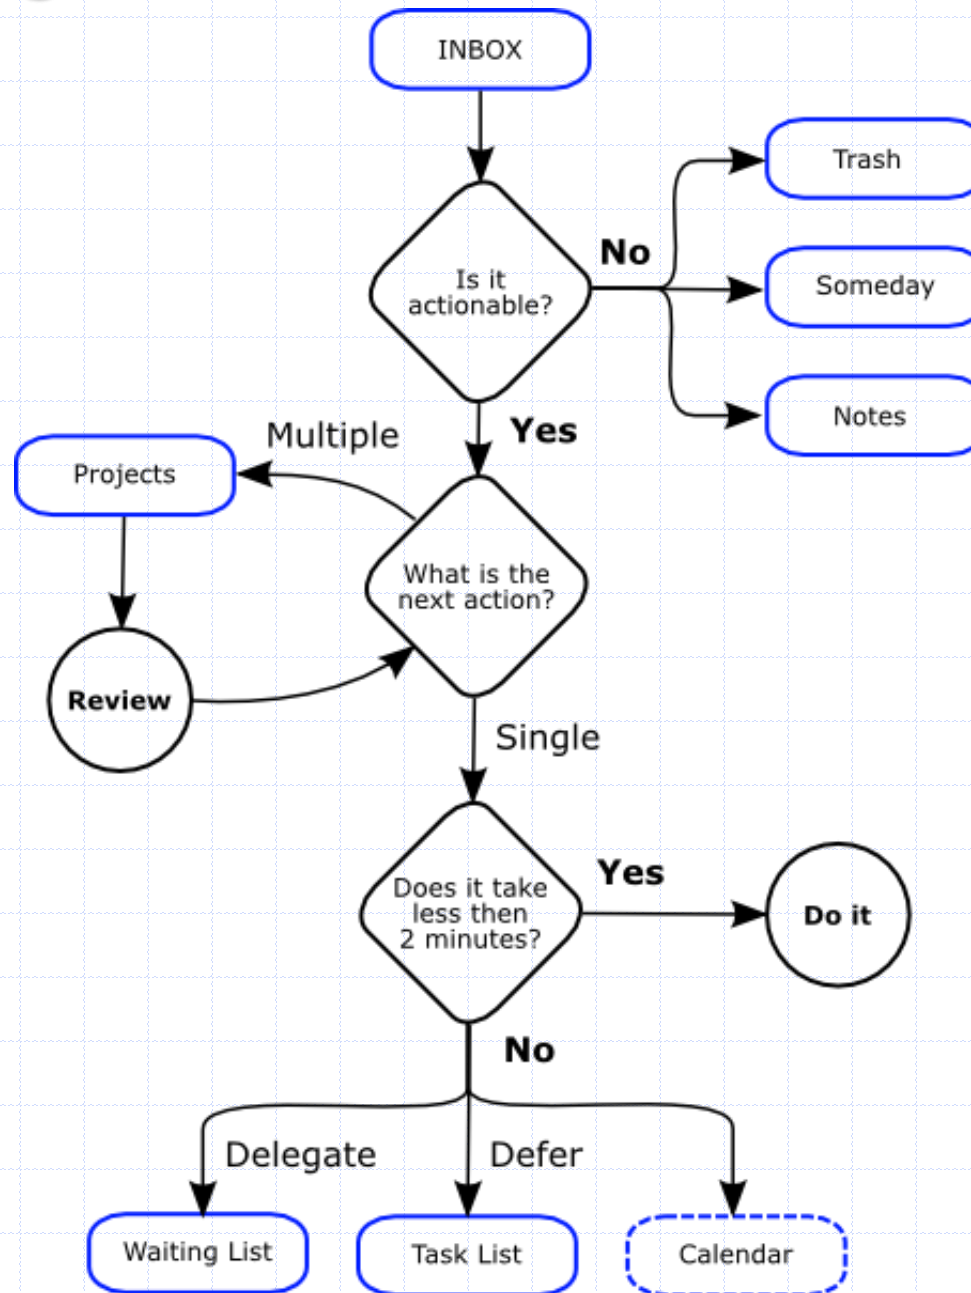 INBOX
Trash
No
Is it
actionable?
Someday
Notes
Yes
Multiple
Projects
What is the
next action?
Review
Single
Does it take
less then
2 minutes?
Yes
Do it
No
Delegate
Defer
Waiting List
Task List
Calendar